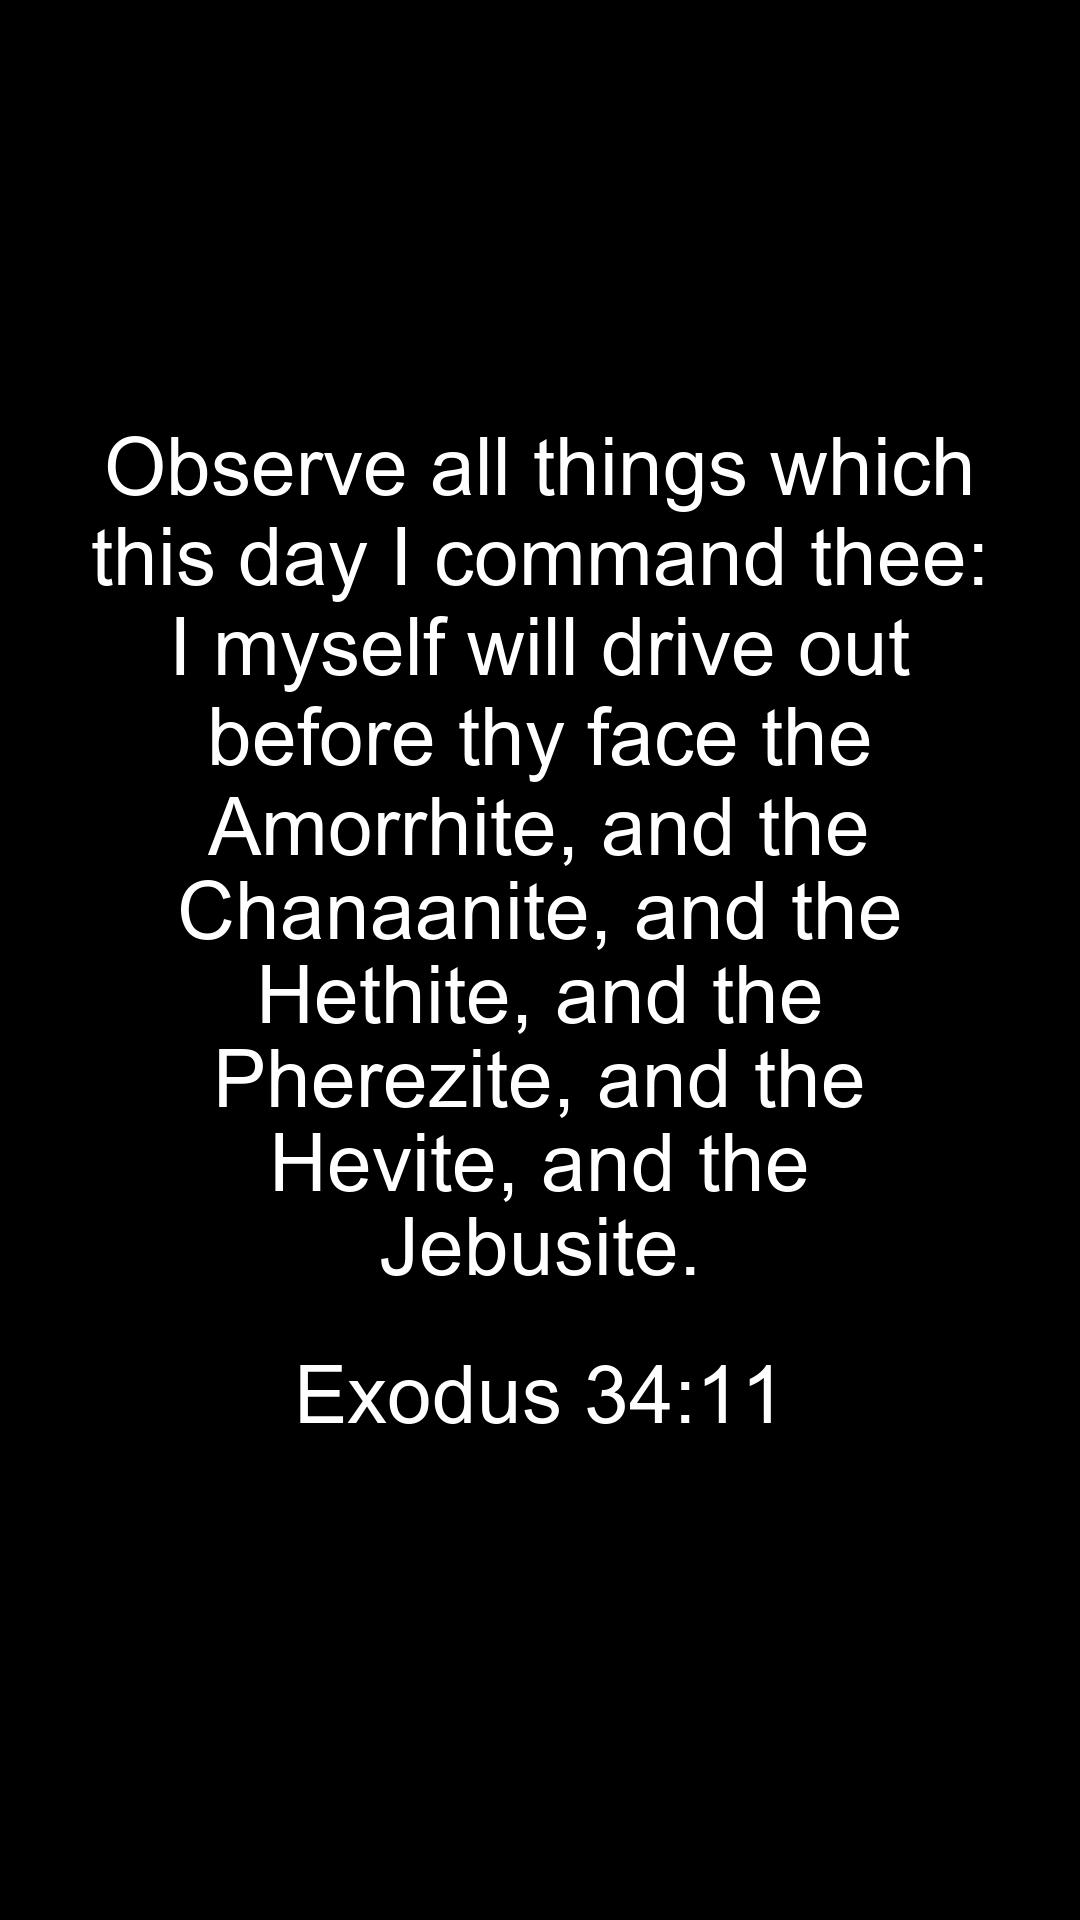 Observe all things which
this day I command thee:
I myself will drive out
before thy face the
Amorrhite, and the
Chanaanite, and the
Hethite, and the
Pherezite, and the
Hevite, and the
Jebusite.
Exodus 34:11